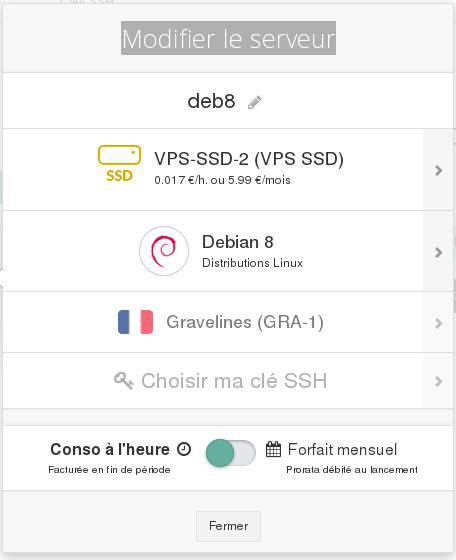 Modifier le serveur
deb8
SSD
VPS-SSD-2 (VPS SSD)
0.017 €/h. ou 5.99 €/mois
Debian 8
Distributions Linux
Gravelines (GRA-1)
Choisir ma clé SSH
Conso à l'heure
Facturée en fin de période
Forfait mensuel
Prorata débité au lancement
Fermer